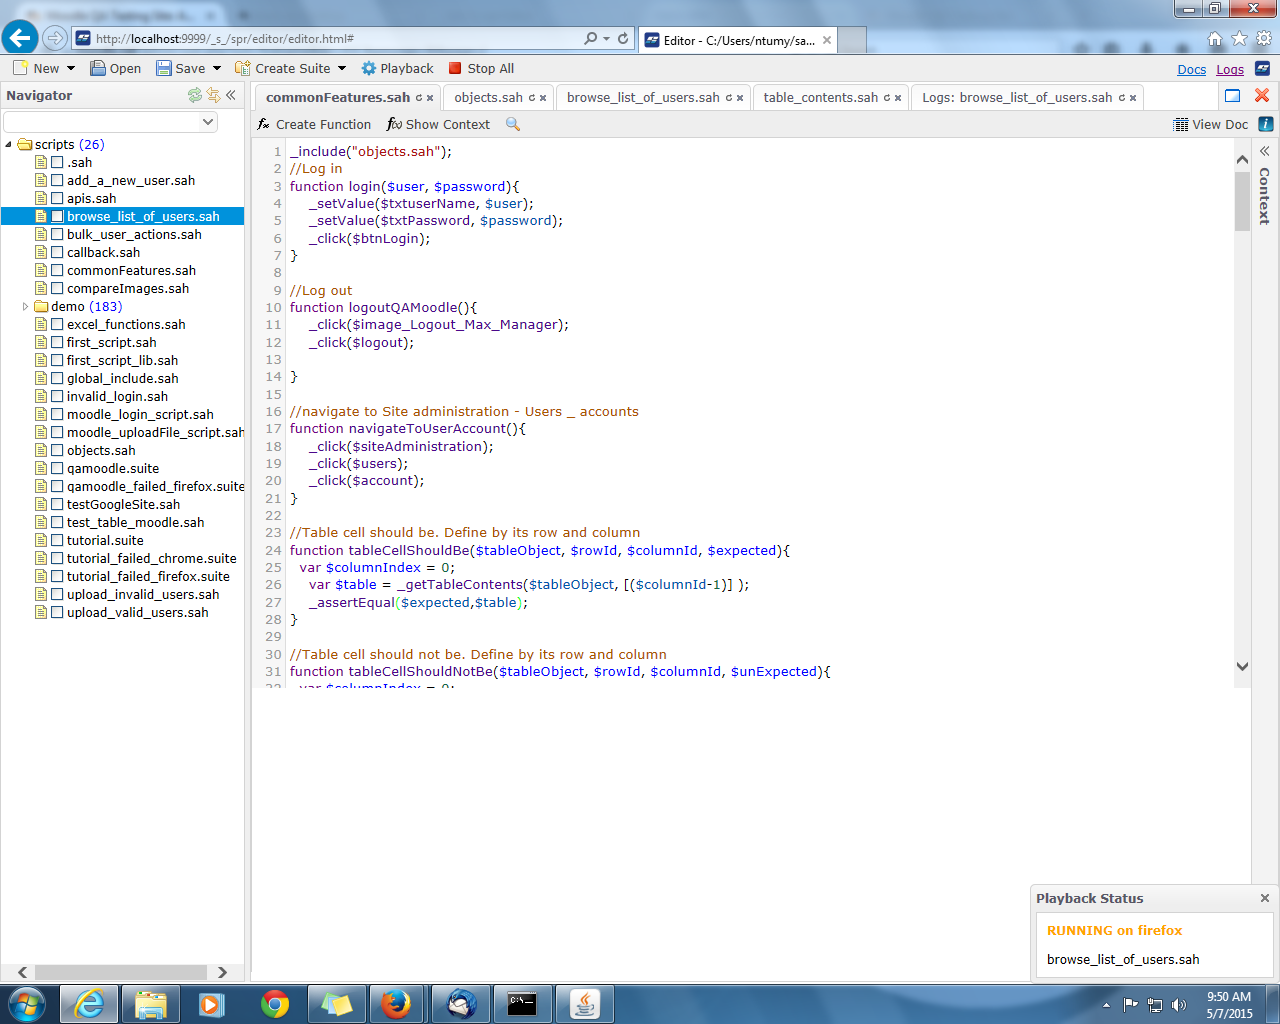 http://localhost:9999/_s_/spr/editor/editor.html#
Editor - C:/Users/ntumy/sa...
New
Open
Save
Create Suite
Playback
Stop All
Docs
Logs
Navigator
commonFeatures.sah
objects.sah
browse_list_of_users.sah
table_contents.sah
Logs: browse_list_of_users.sah
Create Function
Show Context
View Doc
scripts (26)
.sah
add_a_new_user.sah
apis.sah
browse_list_of_users.sah
bulk_user_actions.sah
callback.sah
commonFeatures.sah
compareImages.sah
demo (183)
excel_functions.sah
first_script.sah
first_script_lib.sah
global_include.sah
invalid_login.sah
moodle_login_script.sah
moodle_uploadFile_script.sah
objects.sah
qamoodle.suite
qamoodle_failed_firefox.suite
testGoogleSite.sah
test_table_moodle.sah
tutorial.suite
tutorial_failed_chrome.suite
tutorial_failed_firefox.suite
upload_invalid_users.sah
upload_valid_users.sah
1 _include("objects.sah");
2 //Log in
3 function login($user, $password){
4 _setValue($txtuserName, $user);
5 _setValue($txtPassword, $password);
6 _click($btnLogin);
7 }
8
9 //Log out
10 function logoutQAMoodle(){
11 _click($image_Logout_Max_Manager);
12 _click($logout);
13
14 }
15
16 //navigate to Site administration - Users _ accounts
17 function navigateToUserAccount(){
18 _click($siteAdministration);
19 _click($users);
20 _click($account);
21 }
22
23 //Table cell should be. Define by its row and column
24 function tableCellShouldBe($tableObject, $rowId, $columnId, $expected){
25 var $columnIndex = 0;
26 var $table = _getTableContents($tableObject, [($columnId-1)] );
27 _assertEqual($expected,$table);
28 }
29
30 //Table cell should not be. Define by its row and column
31 function tableCellShouldNotBe($tableObject, $rowId, $columnId, $unExpected){
32 var $columnIndex = 0;
Context
Playback Status
RUNNING on firefox
browse_list_of_users.sah
9:50 AM
5/7/2015